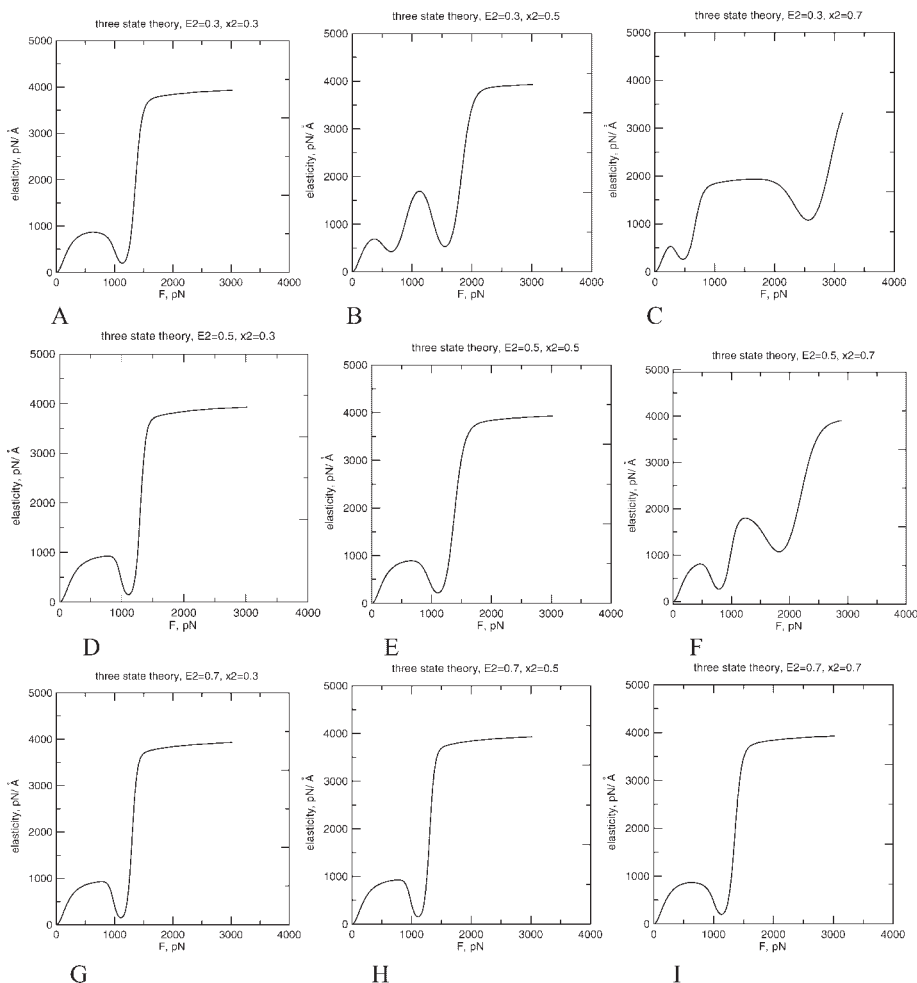 three state theory, E2=0.3, x2=0.3
5000
4000
3000
2000
1000
0
elasticity, pN/ Å
0 1000 2000 3000 4000
F, pN
A
three state theory, E2=0.3, x2=0.5
5000
4000
3000
2000
1000
0
elasticity, pN/ Å
0 1000 2000 3000 4000
F, pN
B
three state theory, E2=0.3, x2=0.7
5000
4000
3000
2000
1000
0
elasticity, pN/ Å
0 1000 2000 3000 4000
F, pN
C
three state theory, E2=0.5, x2=0.3
5000
4000
3000
2000
1000
0
elasticity, pN/ Å
0 1000 2000 3000 4000
F, pN
D
three state theory, E2=0.5, x2=0.5
5000
4000
3000
2000
1000
0
elasticity, pN/ Å
0 1000 2000 3000 4000
F, pN
E
three state theory, E2=0.5, x2=0.7
5000
4000
3000
2000
1000
0
elasticity, pN/ Å
0 1000 2000 3000 4000
F, pN
F
three state theory, E2=0.7, x2=0.3
5000
4000
3000
2000
1000
0
elasticity, pN/ Å
0 1000 2000 3000 4000
F, pN
G
three state theory, E2=0.7, x2=0.5
5000
4000
3000
2000
1000
0
elasticity, pN/ Å
0 1000 2000 3000 4000
F, pN
H
three state theory, E2=0.7, x2=0.7
5000
4000
3000
2000
1000
0
elasticity, pN/ Å
0 1000 2000 3000 4000
F, pN
I